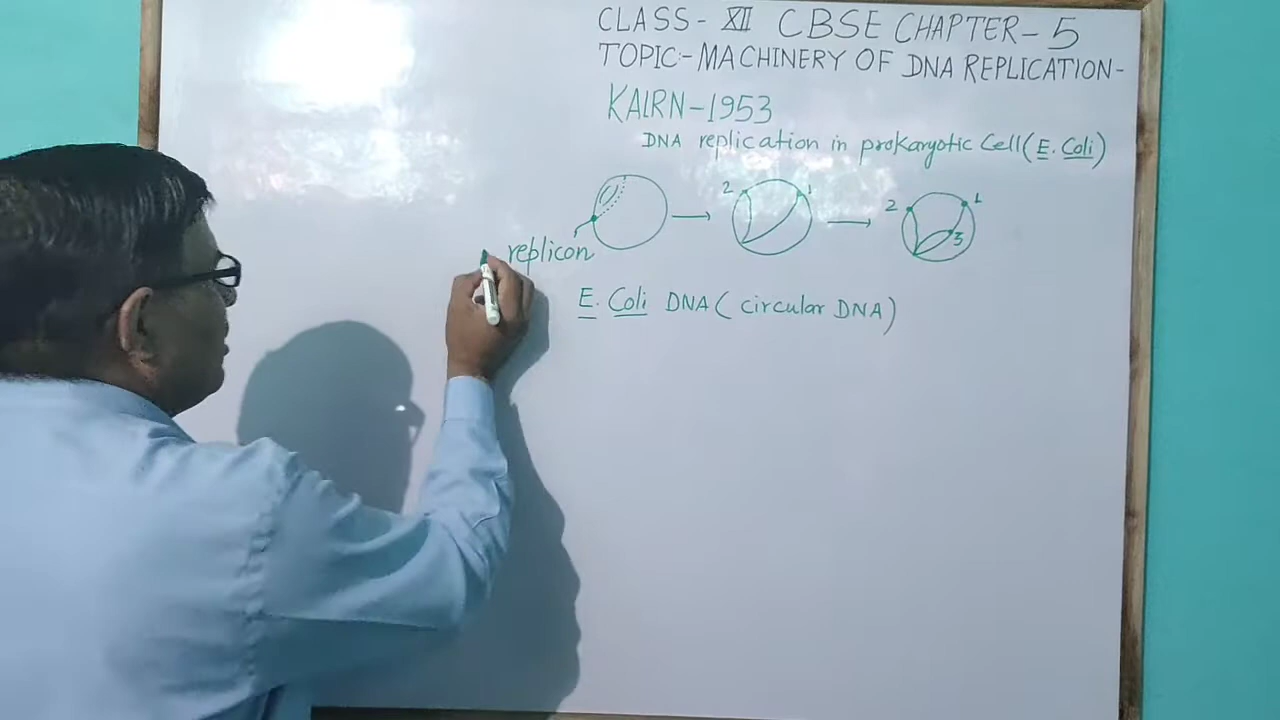 CLASS- XII CBSE CHAPTER- 5
TOPIC:-MACHINERY OF DNA REPLICATION-
KAIRN-1953
DNA replication in proKaryotic Cell (E. Coli)
2 1 2 1
3
replicon
E. Coli DNA ( circular DNA)